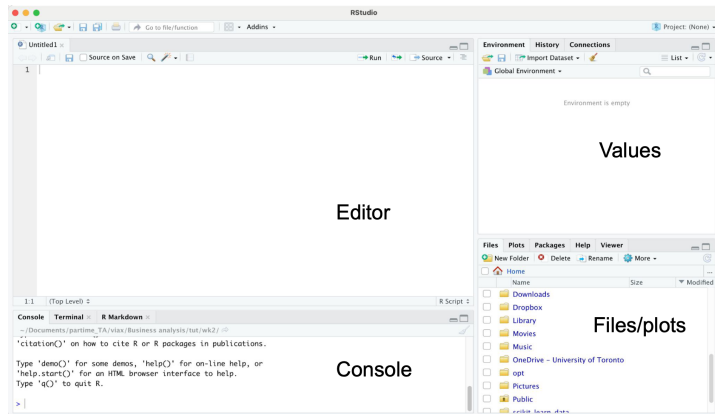 RStudio
Go to file/function
Addins
Project: (None)
Untitled1
Source on Save
Run
Source
1
Editor
1:1
(Top Level)
R Script
Console Terminal R Markdown
~/Documents/partime_TA/viax/Business analysis/tut/wk2/
'citation()' on how to cite R or R packages in publications.
Type 'demo()' for some demos, 'help()' for on-line help, or
'help.start()' for an HTML browser interface to help.
Type 'q()' to quit R.
>
Console
Environment History Connections
Import Dataset
List
Global Environment
Environment is empty
Values
Files Plots Packages Help Viewer
New Folder Delete Rename More
Home
...
Name Size Modified
Downloads
Dropbox
Library
Movies
Music
OneDrive - University of Toronto
opt
Pictures
Public
scikit_learn_data
Files/plots